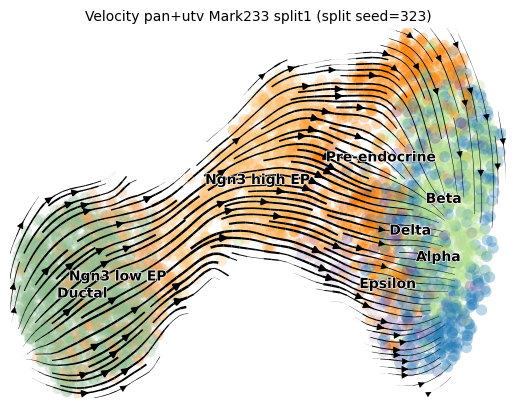 Velocity pan+utv Mark233 split1 (split seed=323)
Pre-endocrine
Ngn3 high EP
Beta
Delta
Alpha
Ngn3 low EP
Epsilon
Ductal